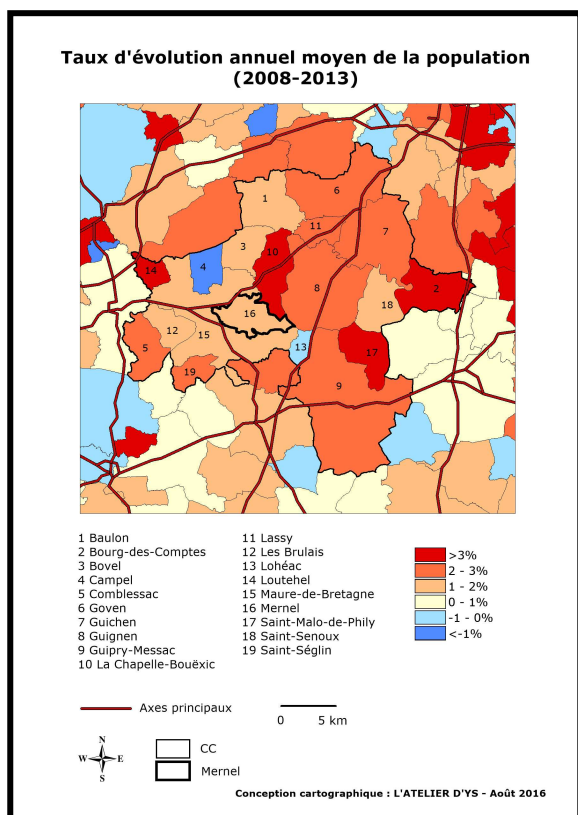 Taux d'évolution annuel moyen de la population
(2008-2013)
6
1
11
7
3
10
14
4
8
2
18
16
12
15
13
5
17
19
9
1 Baulon
2 Bourg-des-Comptes
3 Bovel
4 Campel
5 Comblessac
6 Goven
7 Guichen
8 Guignen
9 Guipry-Messac
10 La Chapelle-Bouëxic
11 Lassy
12 Les Brulais
13 Lohéac
14 Loutehel
15 Maure-de-Bretagne
16 Mernel
17 Saint-Malo-de-Phily
18 Saint-Senoux
19 Saint-Séglin
>3%
2 - 3%
1 - 2%
0 - 1%
-1 - 0%
<-1%
Axes principaux
0 5 km
N
W E
S
CC
Mernel
Conception cartographique : L'ATELIER D'YS - Août 2016